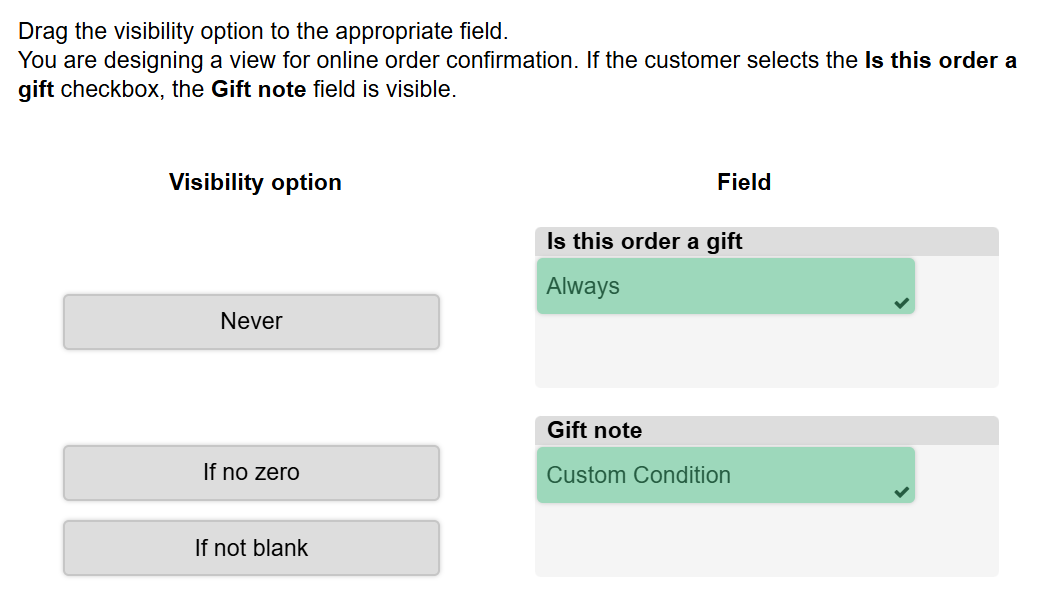 Drag the visibility option to the appropriate field.
You are designing a view for online order confirmation. If the customer selects the Is this order a
gift checkbox, the Gift note field is visible.
Visibility option
Never
If no zero
If not blank
Field
Is this order a gift
Always
Gift note
Custom Condition